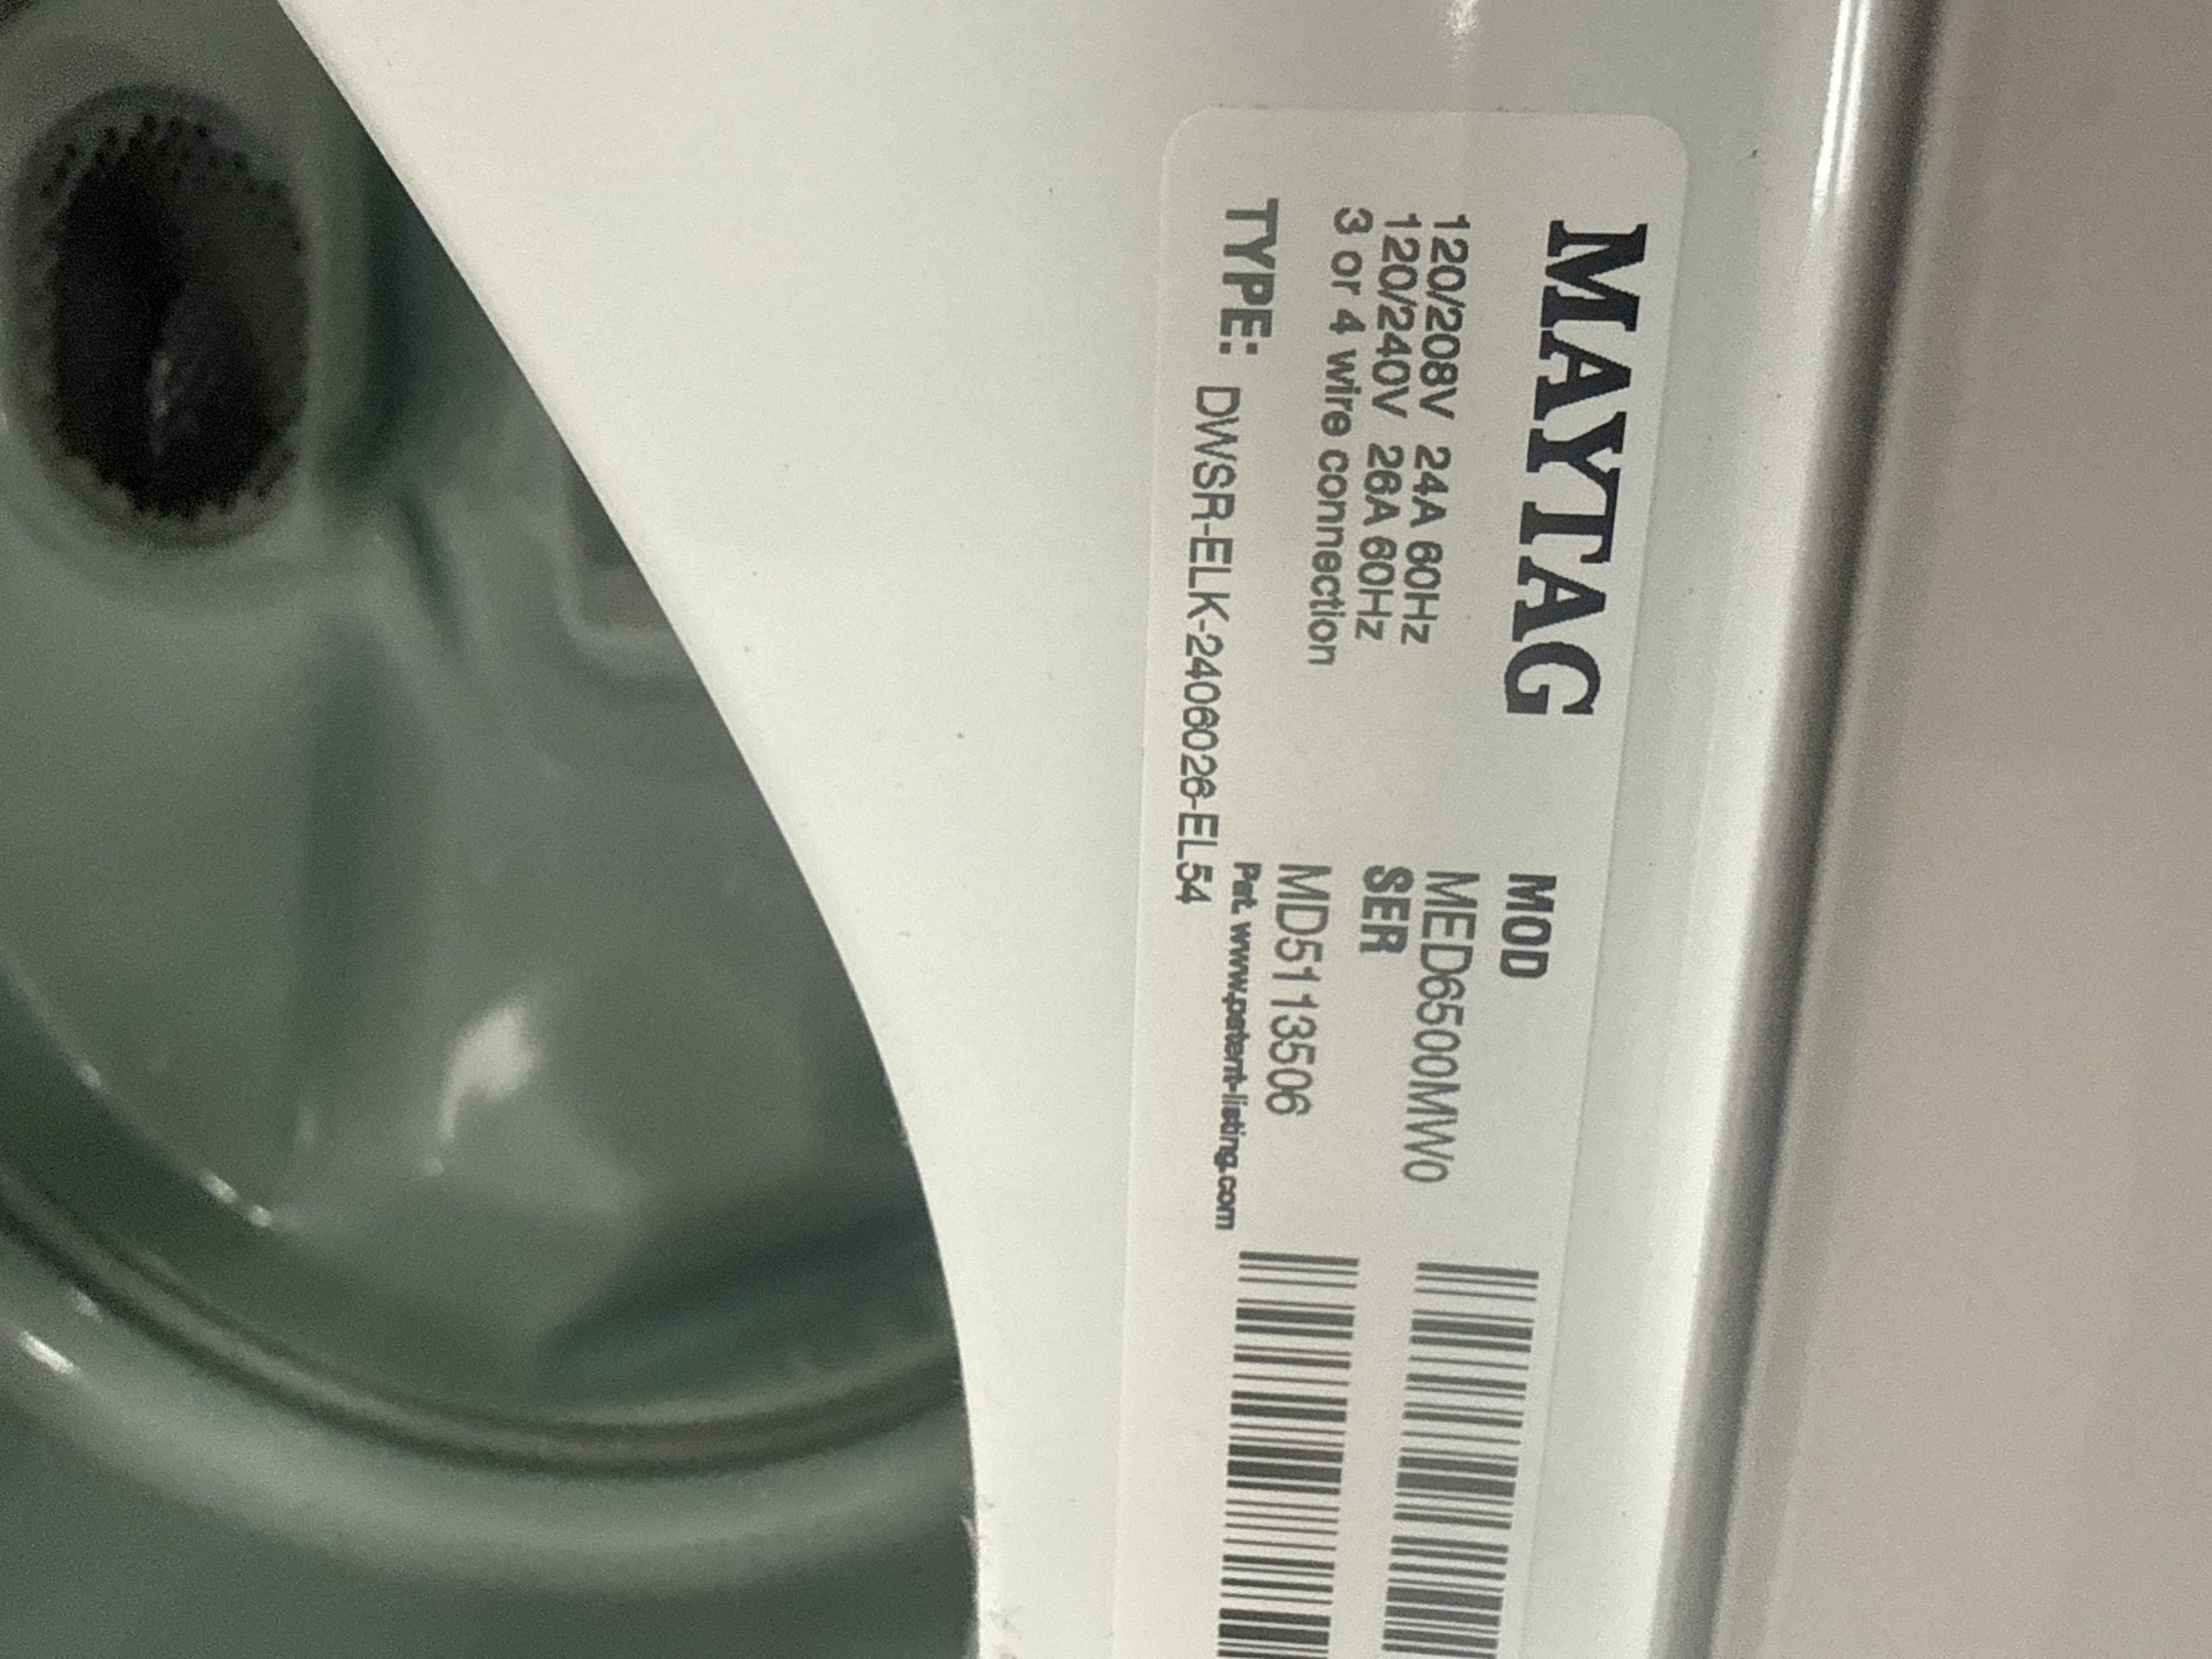 MAYTAG
120/208V 24A 60Hz
120/240V 26A 60Hz
3 or 4 wire connection
TYPE: DWSR-ELK-2406026-EL54
MOD
MED6500MW0
SER
MD5113506
Pat. www.patent-listing.com